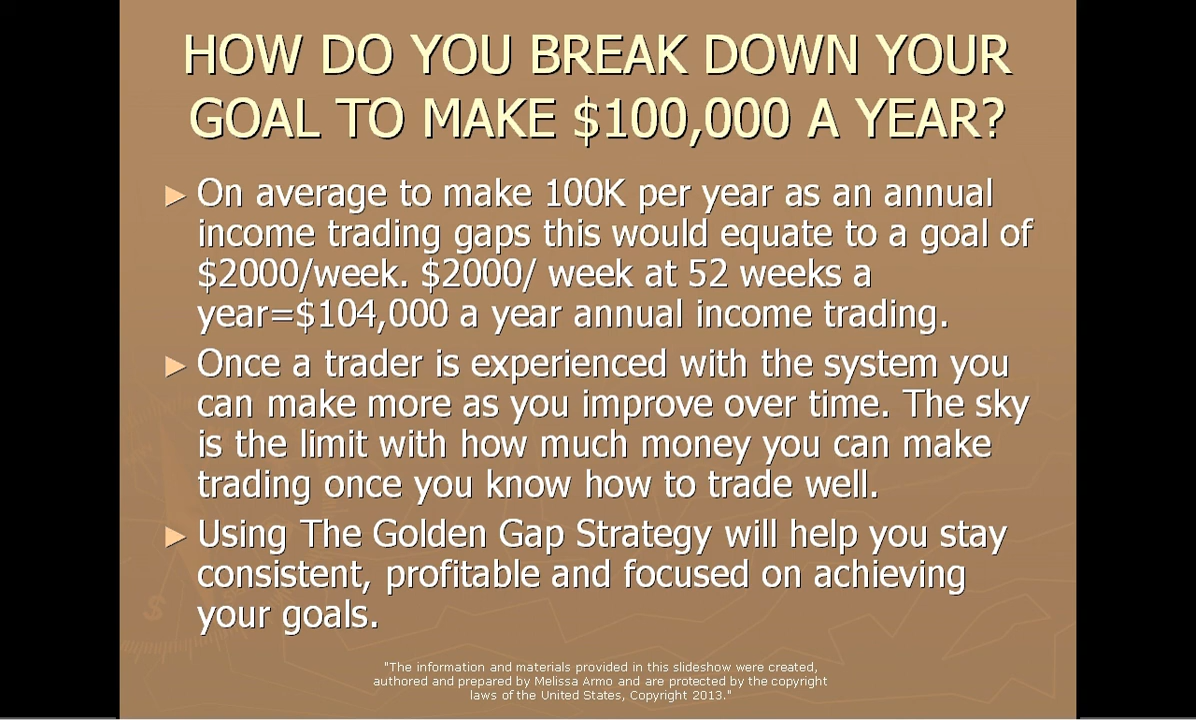 HOW DO YOU BREAK DOWN YOUR
GOAL TO MAKE $100,000 A YEAR?
► On average to make 100K per year as an annual
income trading gaps this would equate to a goal of
$2000/week. $2000/ week at 52 weeks a
year=$104,000 a year annual income trading.
► Once a trader is experienced with the system you
can make more as you improve over time. The sky
is the limit with how much money you can make
trading once you know how to trade well.
► Using The Golden Gap Strategy will help you stay
consistent, profitable and focused on achieving
your goals.
"The information and materials provided in this slideshow were created,
authored and prepared by Melissa Armo and are protected by the copyright
laws of the United States, Copyright 2013."